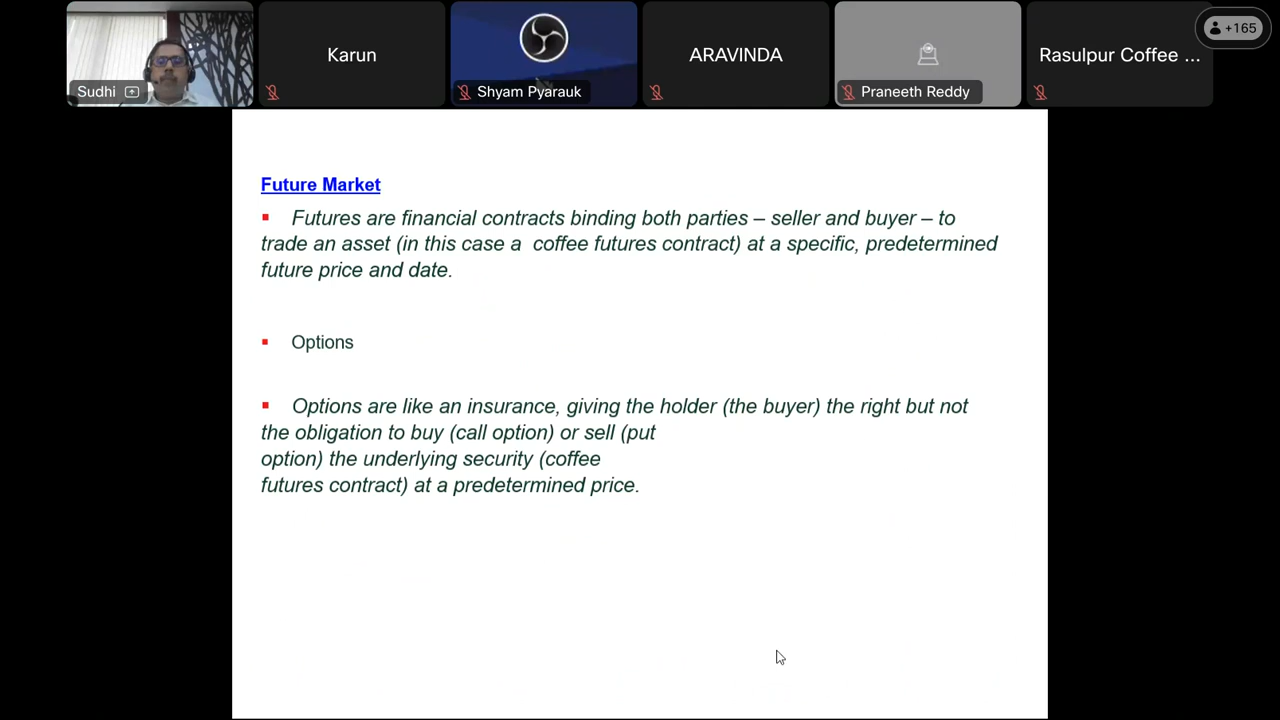 Karun
ARAVINDA
Rasulpur Coffee ...
+165
Sudhi
Shyam Pyarauk
Praneeth Reddy
Future Market
▪ Futures are financial contracts binding both parties – seller and buyer – to
trade an asset (in this case a coffee futures contract) at a specific, predetermined
future price and date.
▪ Options
▪ Options are like an insurance, giving the holder (the buyer) the right but not
the obligation to buy (call option) or sell (put
option) the underlying security (coffee
futures contract) at a predetermined price.